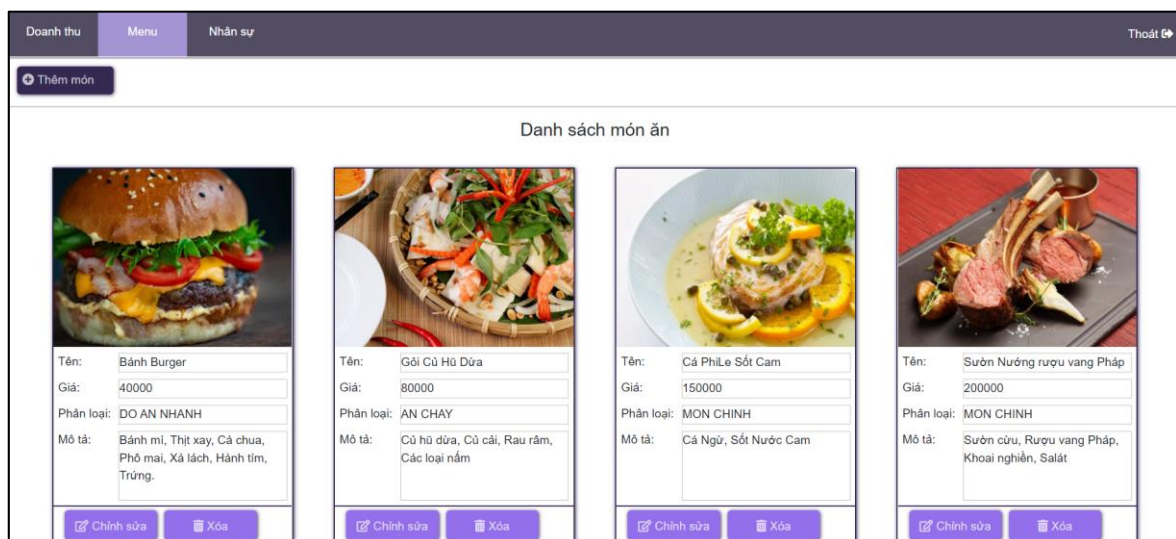 Doanh thu Menu Nhân sự Thoát
Thêm món
Danh sách món ăn
Tên: Bánh Burger
Giá: 40000
Phân loại: DO AN NHANH
Mô tả: Bánh mì, Thịt xay, Cà chua,
Phô mai, Xà lách, Hành tím,
Trứng.
Chỉnh sửa Xóa
Tên: Gỏi Củ Hũ Dừa
Giá: 80000
Phân loại: AN CHAY
Mô tả: Củ hũ dừa, Củ cải, Rau răm,
Các loại nấm
Chỉnh sửa Xóa
Tên: Cá PhiLe Sốt Cam
Giá: 150000
Phân loại: MON CHINH
Mô tả: Cá Ngừ, Sốt Nước Cam
Chỉnh sửa Xóa
Tên: Sườn Nướng rượu vang Pháp
Giá: 200000
Phân loại: MON CHINH
Mô tả: Sườn cừu, Rượu vang Pháp,
Khoai nghiền, Salát
Chỉnh sửa Xóa